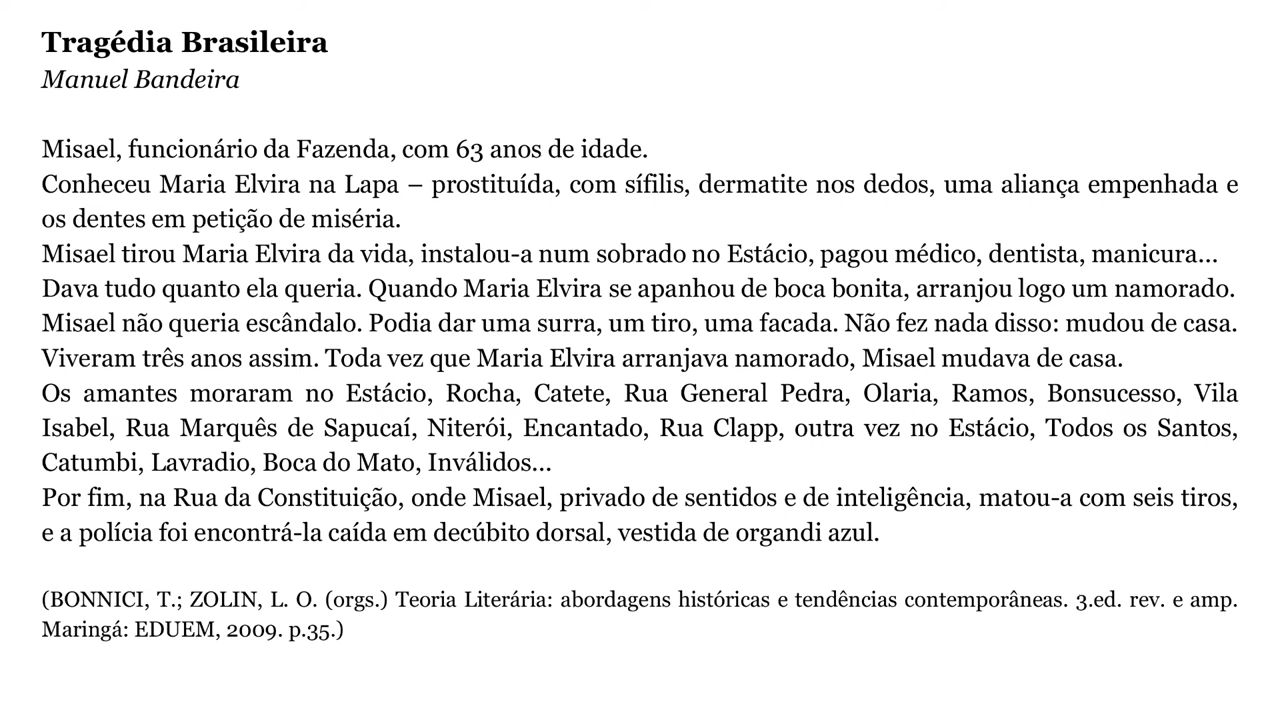 Tragédia Brasileira
Manuel Bandeira
Misael, funcionário da Fazenda, com 63 anos de idade.
Conheceu Maria Elvira na Lapa – prostituída, com sífilis, dermatite nos dedos, uma aliança empenhada e
os dentes em petição de miséria.
Misael tirou Maria Elvira da vida, instalou-a num sobrado no Estácio, pagou médico, dentista, manicura...
Dava tudo quanto ela queria. Quando Maria Elvira se apanhou de boca bonita, arranjou logo um namorado.
Misael não queria escândalo. Podia dar uma surra, um tiro, uma facada. Não fez nada disso: mudou de casa.
Viveram três anos assim. Toda vez que Maria Elvira arranjava namorado, Misael mudava de casa.
Os amantes moraram no Estácio, Rocha, Catete, Rua General Pedra, Olaria, Ramos, Bonsucesso, Vila
Isabel, Rua Marquês de Sapucaí, Niterói, Encantado, Rua Clapp, outra vez no Estácio, Todos os Santos,
Catumbi, Lavradio, Boca do Mato, Inválidos...
Por fim, na Rua da Constituição, onde Misael, privado de sentidos e de inteligência, matou-a com seis tiros,
e a polícia foi encontrá-la caída em decúbito dorsal, vestida de organdi azul.
(BONNICI, T.; ZOLIN, L. O. (orgs.) Teoria Literária: abordagens históricas e tendências contemporâneas. 3.ed. rev. e amp.
Maringá: EDUEM, 2009. p.35.)